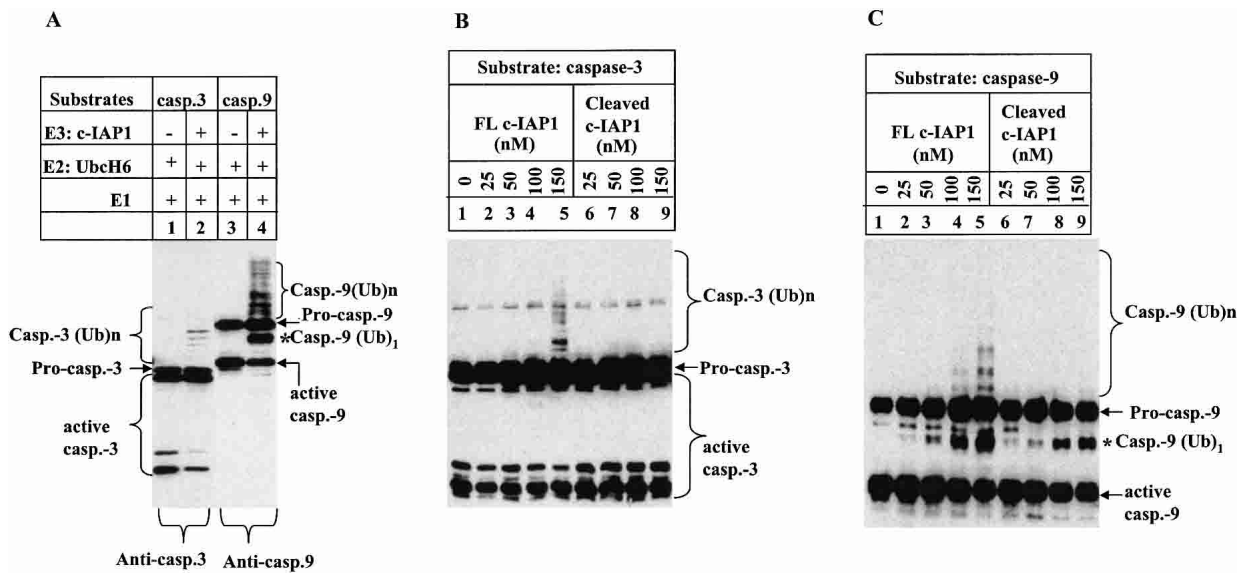 A
Substrates casp.3 casp.9
E3: c-IAP1 - + - +
E2: UbcH6 + + + +
E1 + + + +
1 2 3 4
Casp.-9(Ub)n
Pro-casp.-9
*Casp.-9 (Ub)1
active
casp.-9
Casp.-3 (Ub)n
Pro-casp.-3
active
casp.-3
Anti-casp.3 Anti-casp.9
B
Substrate: caspase-3
FL c-IAP1
(nM)
Cleaved
c-IAP1
(nM)
0 25 50 100 150 25 50 100 150
1 2 3 4 5 6 7 8 9
Casp.-3 (Ub)n
Pro-casp.-3
active
casp.-3
C
Substrate: caspase-9
FL c-IAP1
(nM)
Cleaved
c-IAP1
(nM)
0 25 50 100 150 25 50 100 150
1 2 3 4 5 6 7 8 9
Casp.-9 (Ub)n
Pro-casp.-9
* Casp.-9 (Ub)1
active
casp.-9